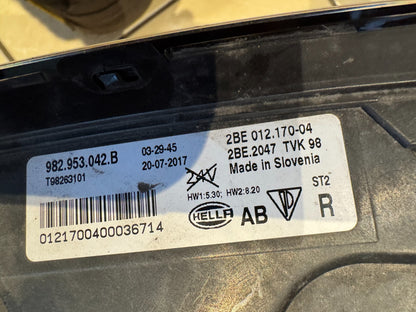 982.953.042.B 03-29-45 2BE 012.170-04
T98263101 20-07-2017 2BE.2047 TVK 98
24V Made in Slovenia
HW1:5.30; HW2:8.20 ST2
HELLA AB R
0121700400036714